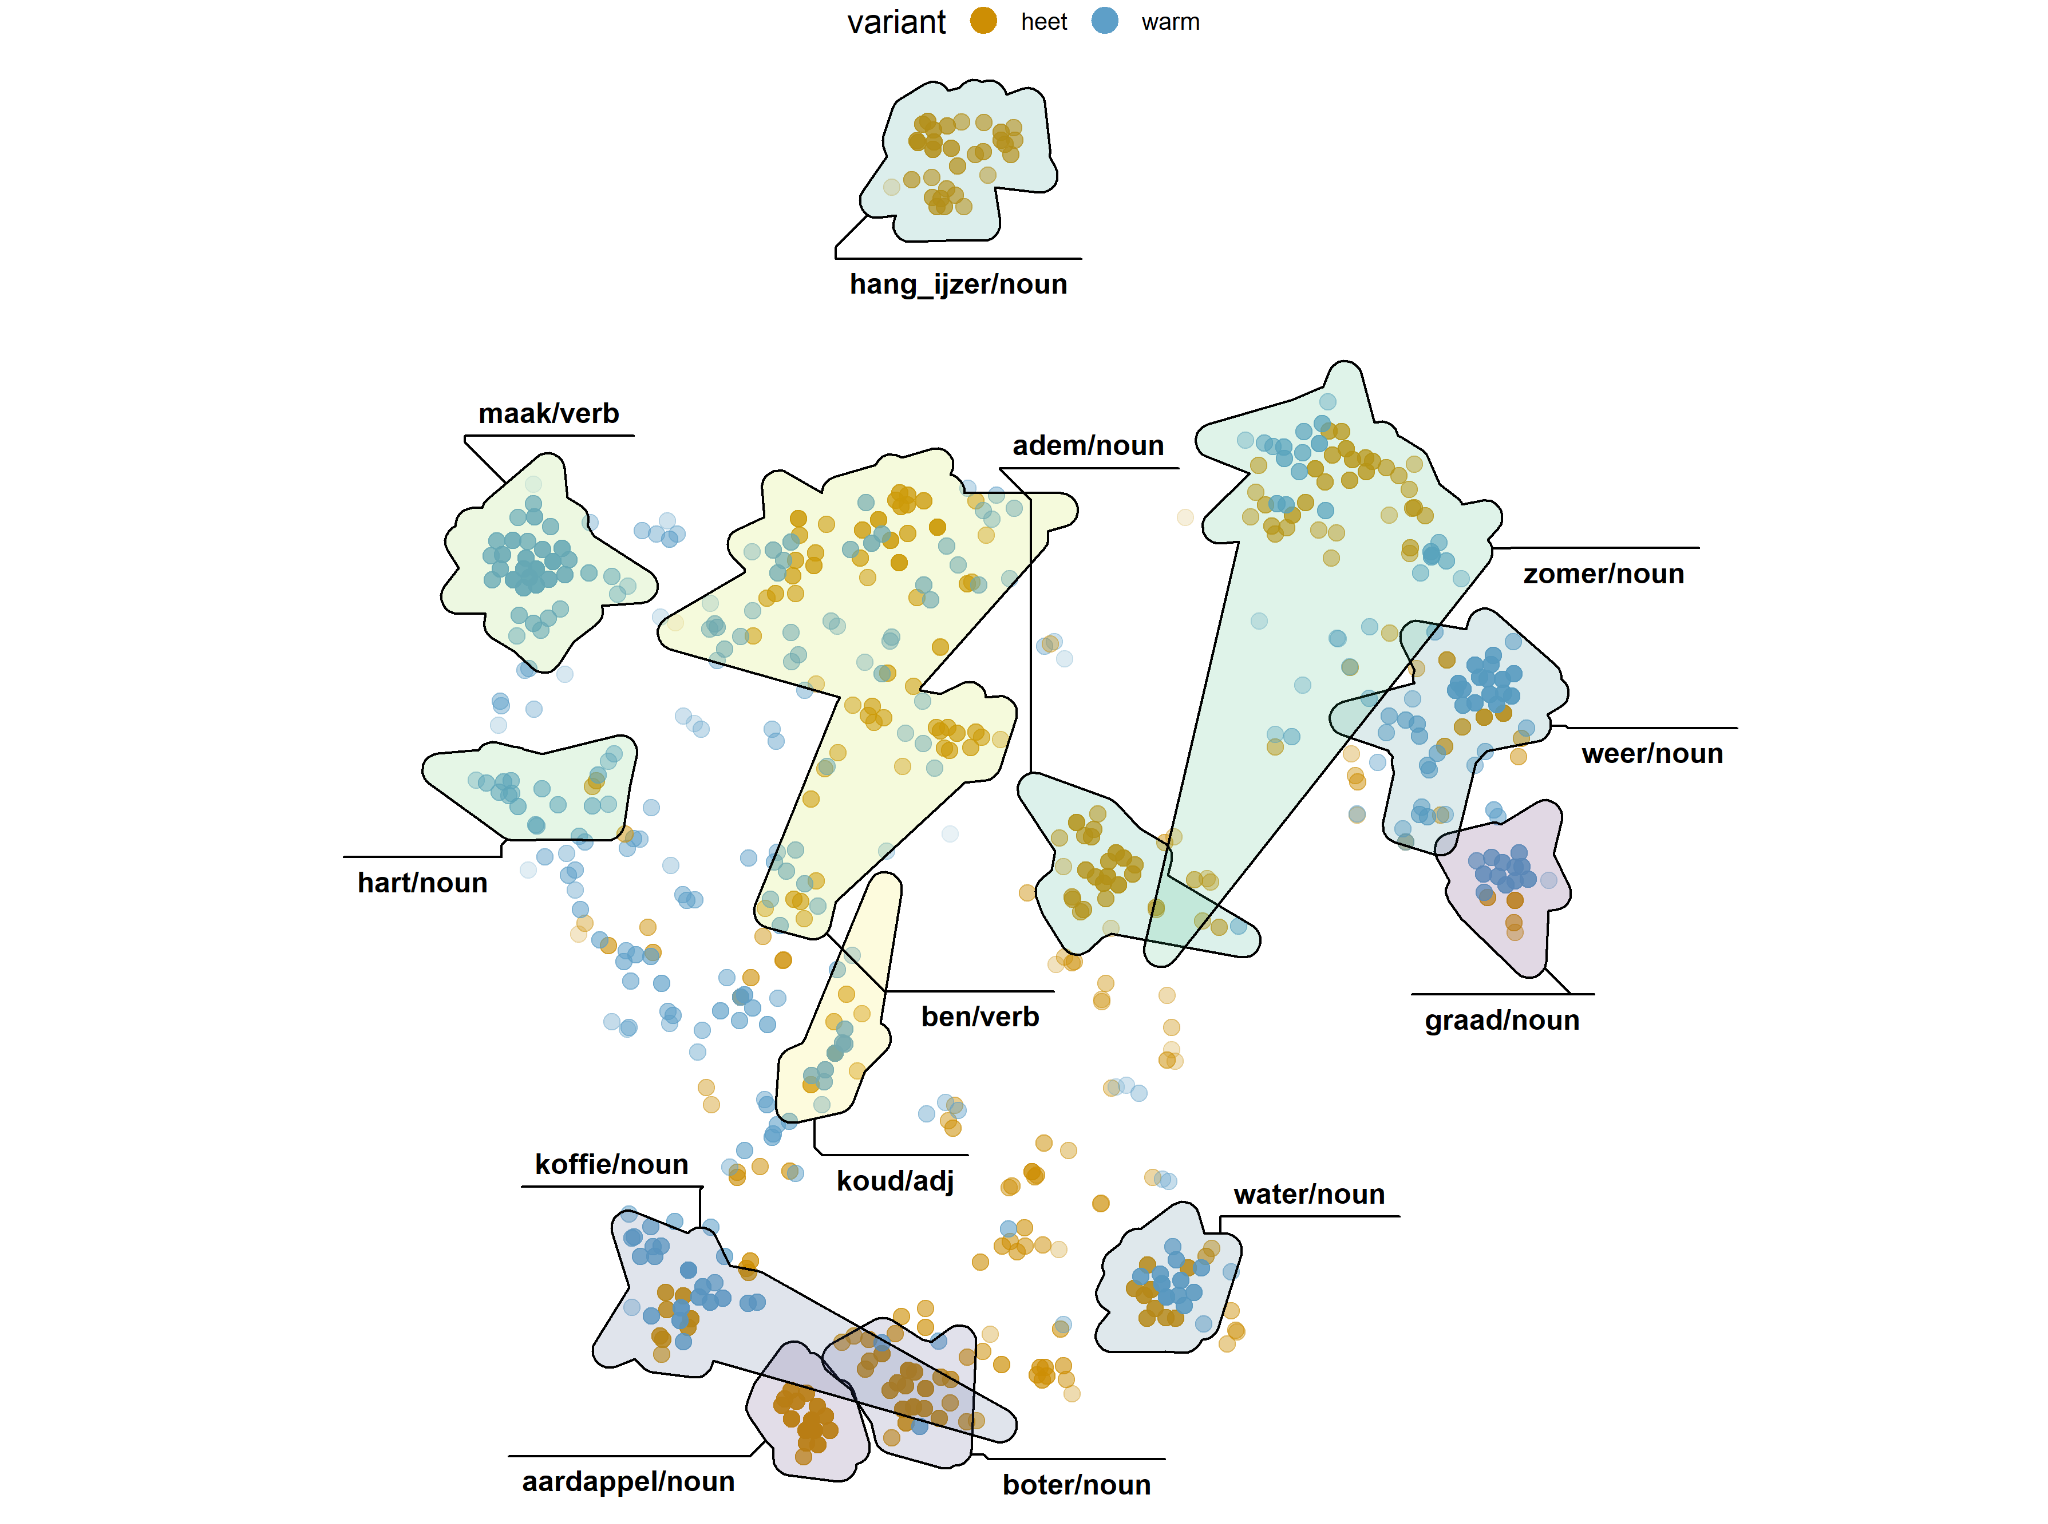 variant heet warm
hang_ijzer/noun
maak/verb
adem/noun
zomer/noun
weer/noun
hart/noun
ben/verb
graad/noun
koffie/noun
koud/adj
water/noun
aardappel/noun
boter/noun